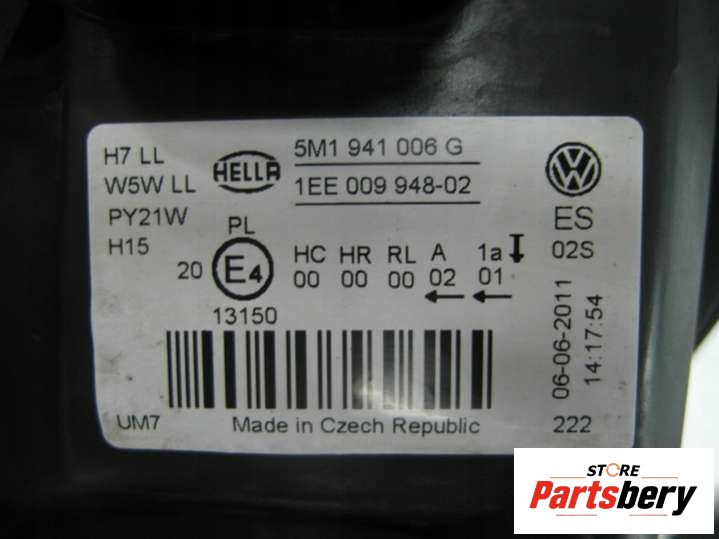 H7 LL
W5W LL
PY21W
H15
HELLA
5M1 941 006 G
1EE 009 948-02
VW
ES
02S
PL
20 E4
13150
HC HR RL A 1a
00 00 00 02 01
06-06-2011
14:17:54
UM7
Made in Czech Republic
222
STORE
Partsbery